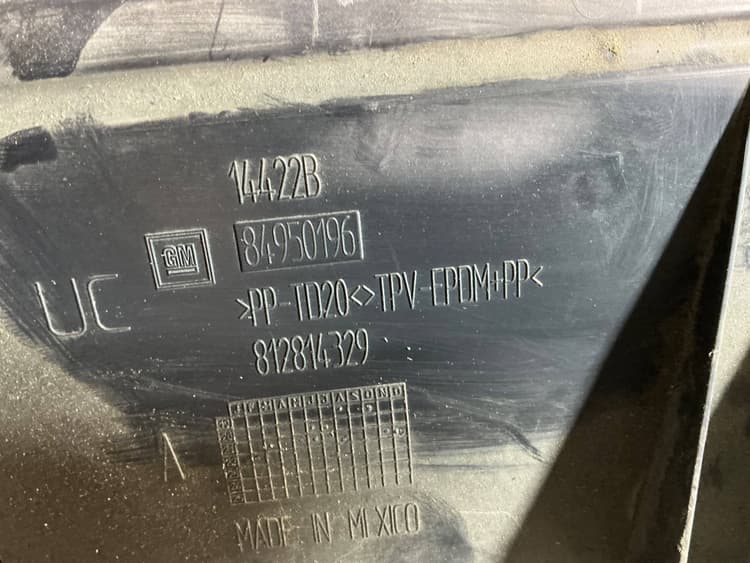 14422B
GM
84950196
UC
>PP-TD20<>TPV-EPDM+PP<
812814329
A
MADE IN MEXICO